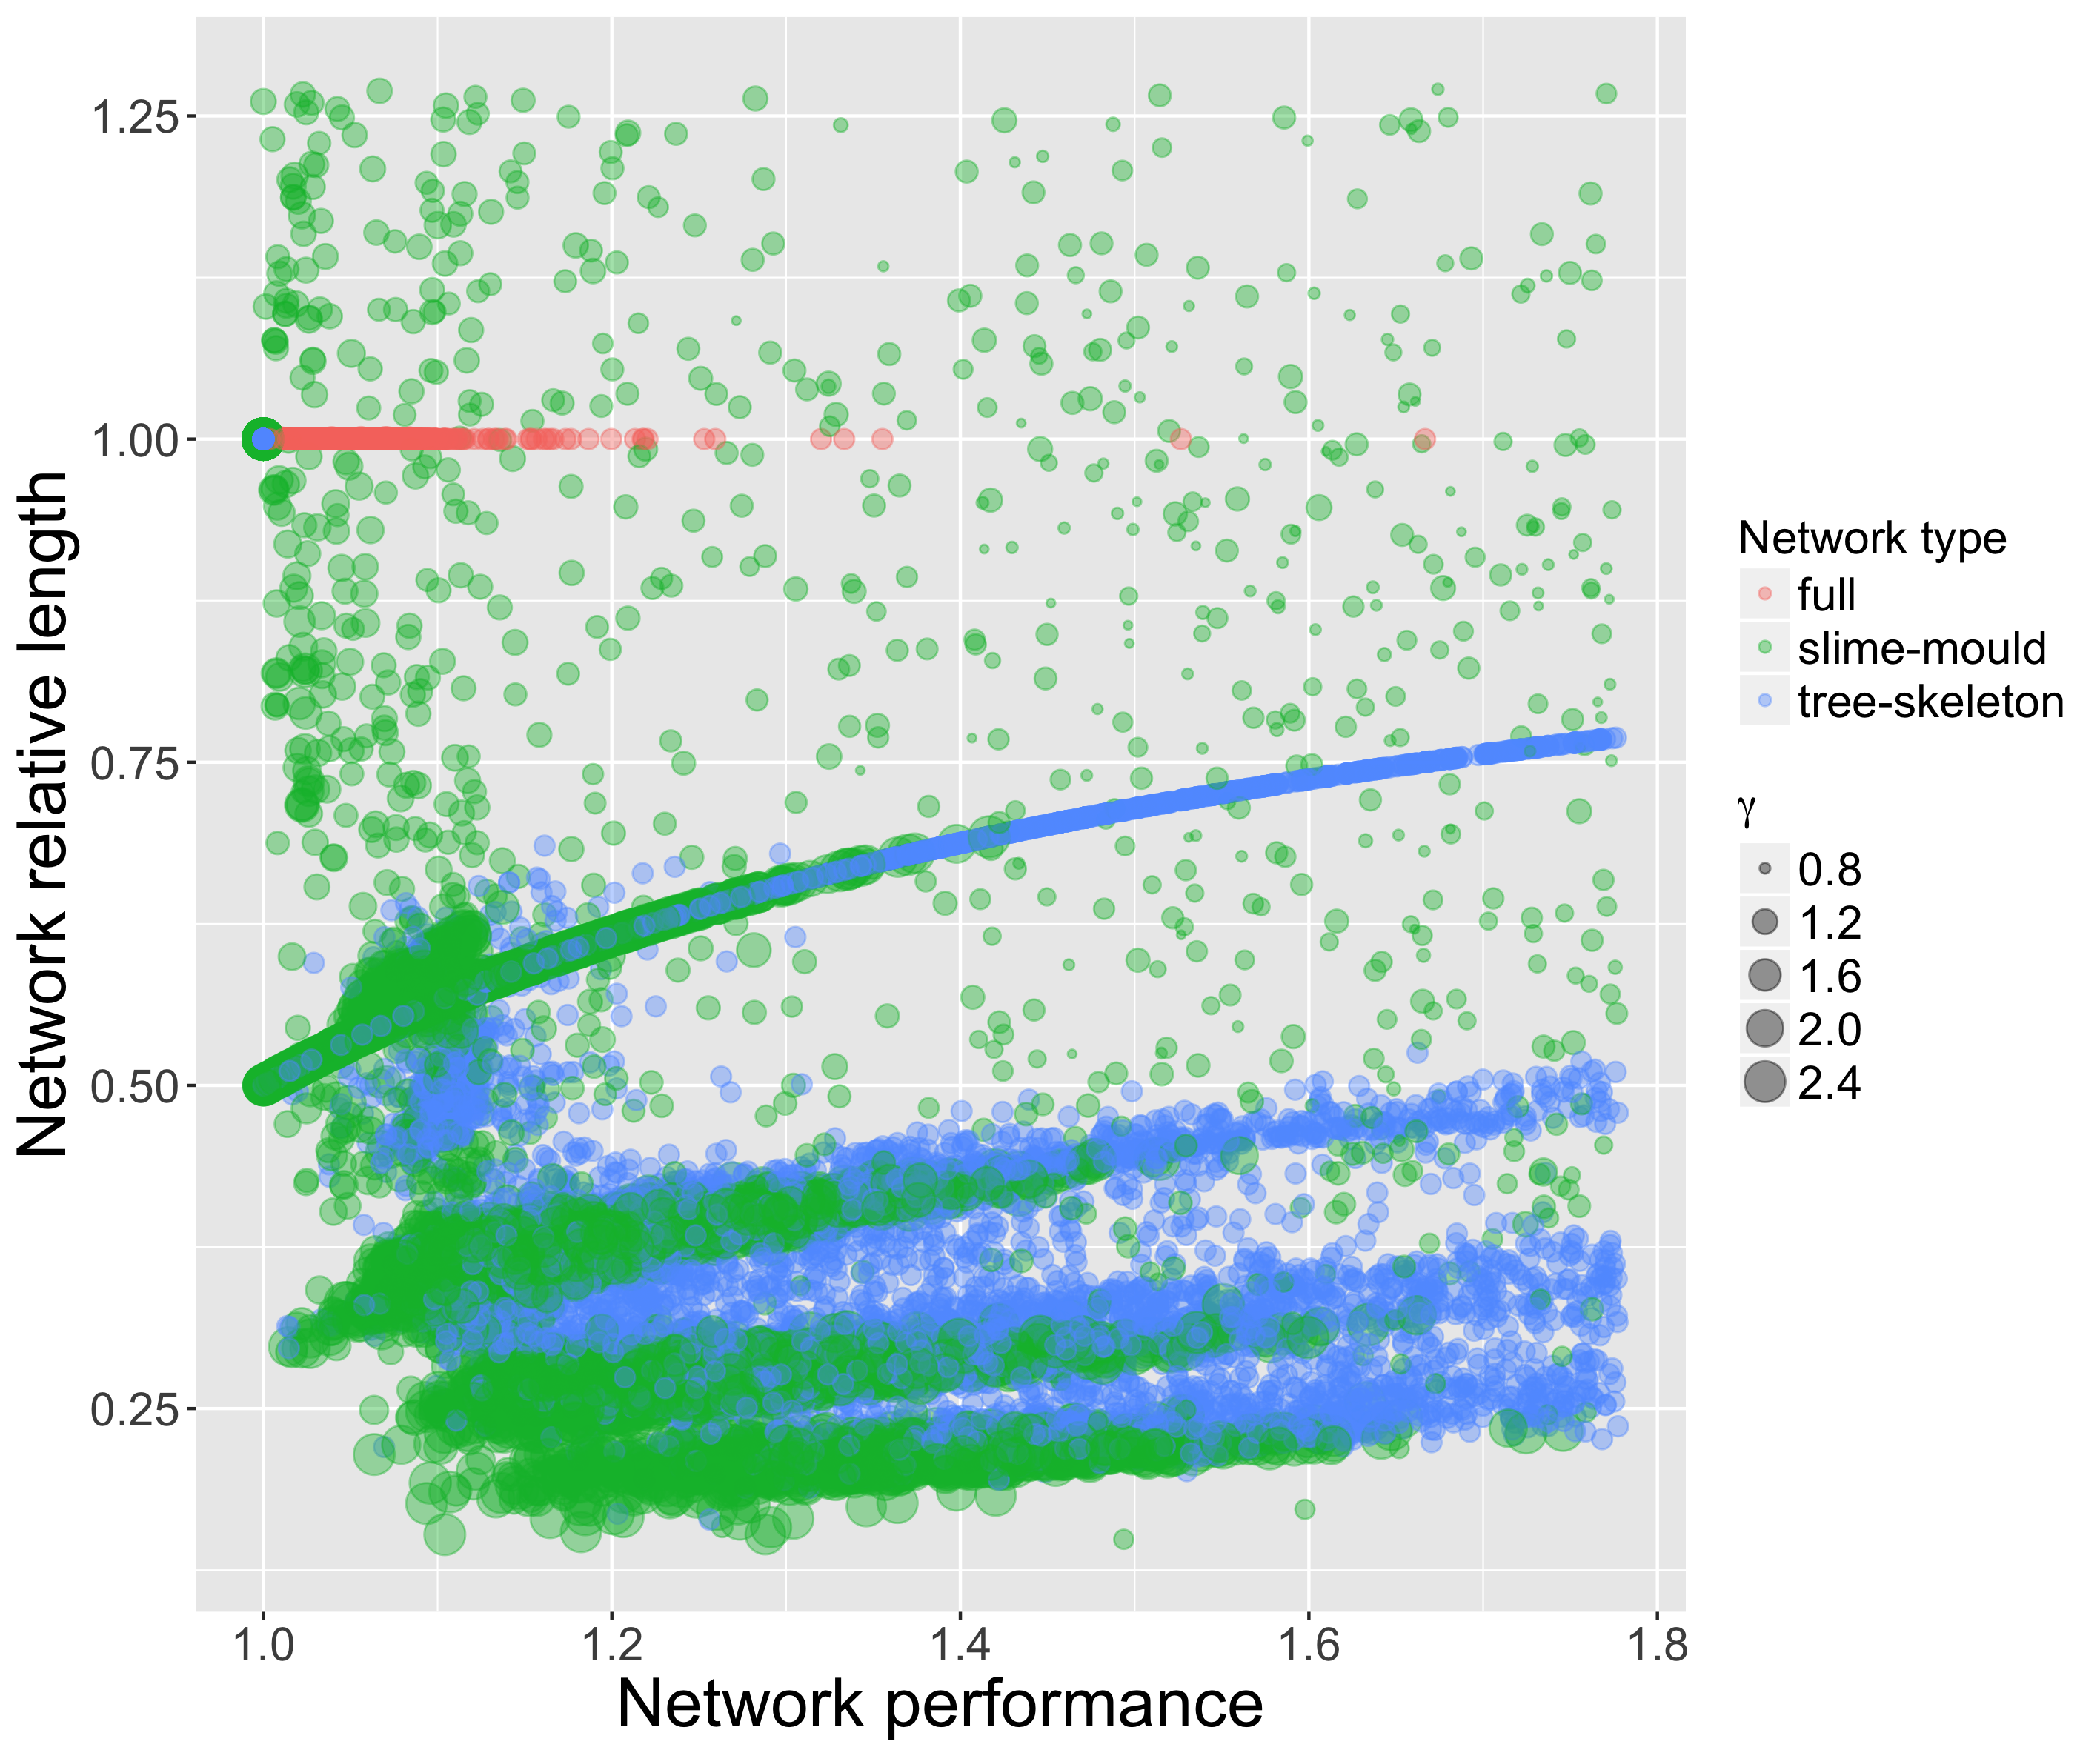 1.25
1.00
0.75
0.50
0.25
Network relative length
1.0
1.2
1.4
1.6
1.8
Network performance
Network type
full
slime-mould
tree-skeleton
γ
0.8
1.2
1.6
2.0
2.4